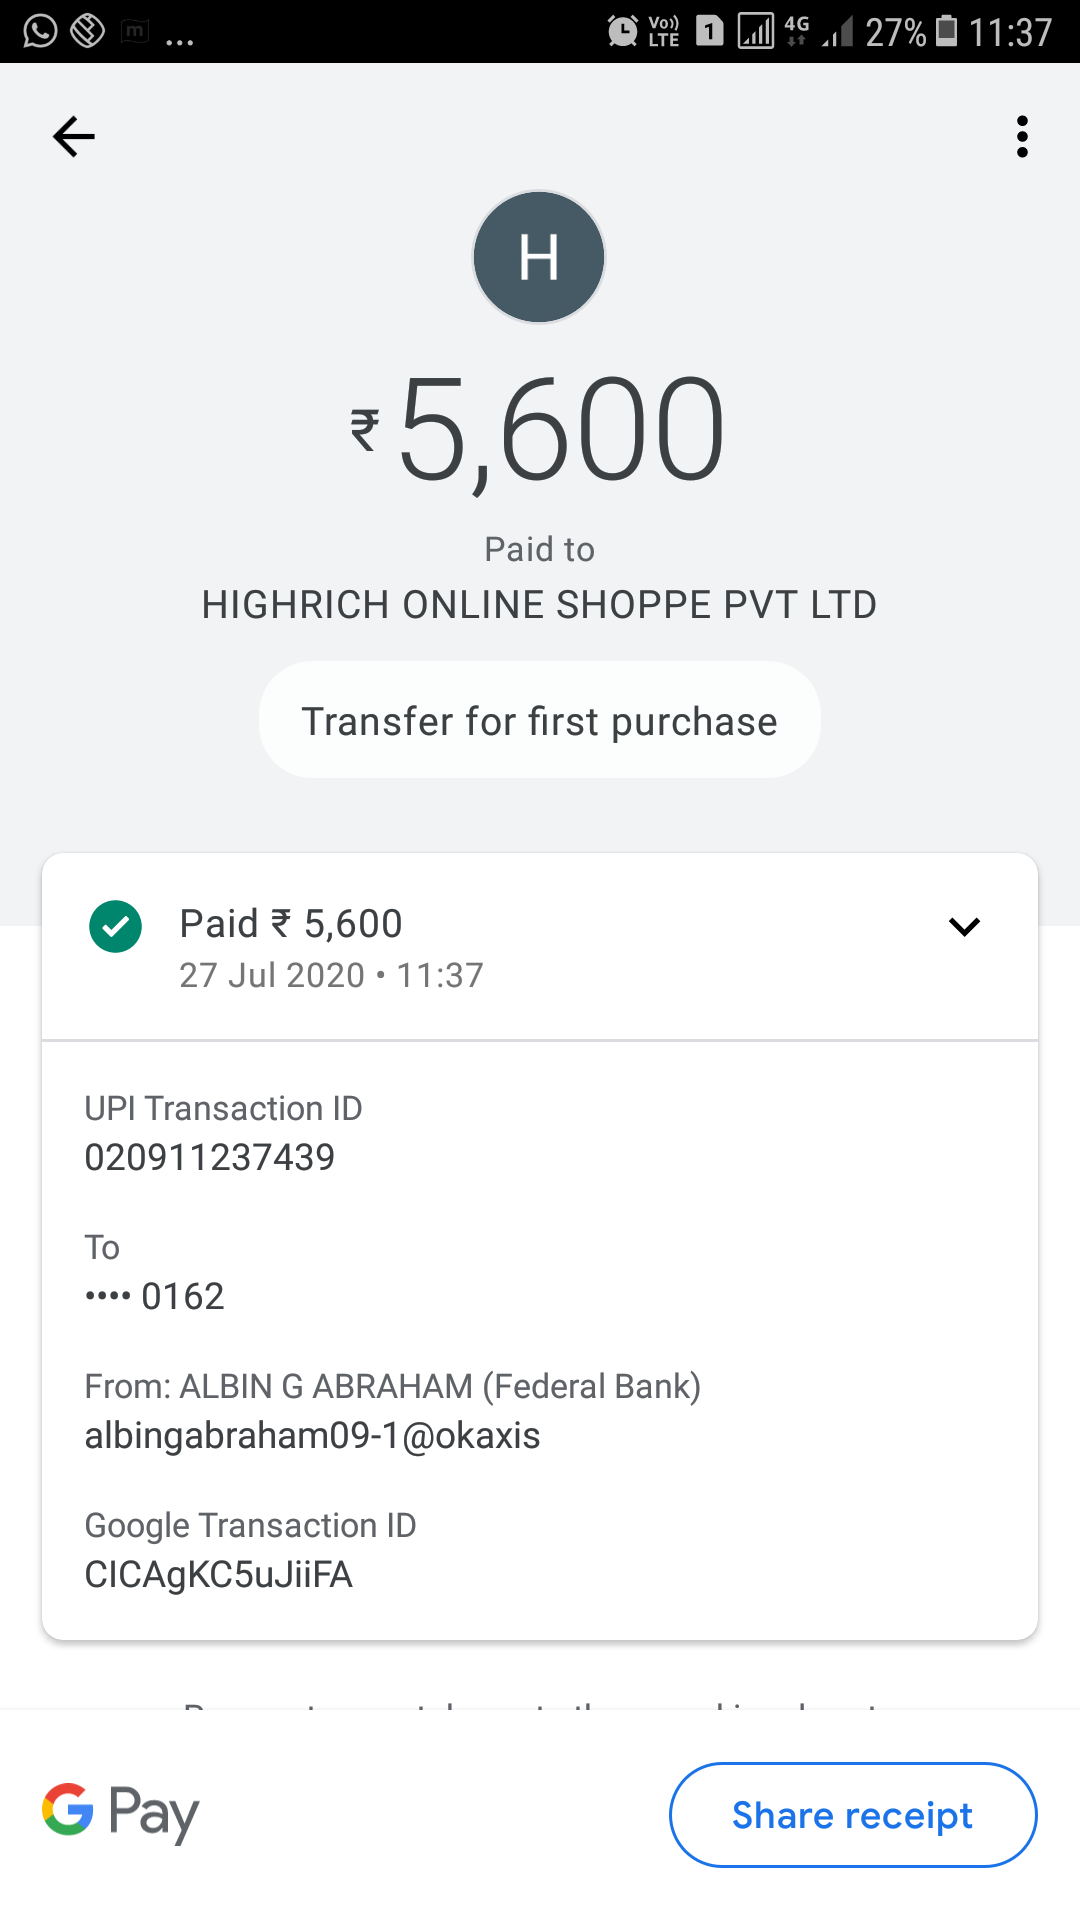 Vo)) LTE 1 4G 27% 11:37
H
₹5,600
Paid to
HIGHRICH ONLINE SHOPPE PVT LTD
Transfer for first purchase
Paid ₹ 5,600
27 Jul 2020 • 11:37
UPI Transaction ID
020911237439
To
•••• 0162
From: ALBIN G ABRAHAM (Federal Bank)
albingabraham09-1@okaxis
Google Transaction ID
CICAgKC5uJiiFA
G Pay
Share receipt